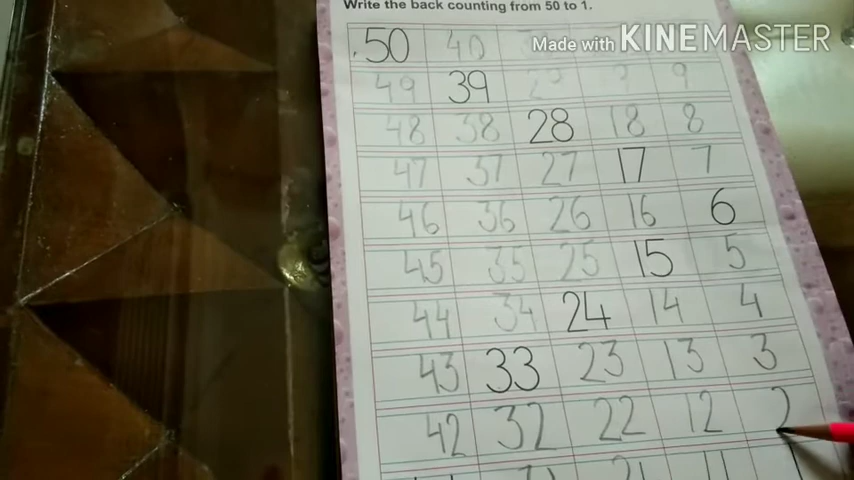 Write the back counting from 50 to 1.
Made with KINEMASTER
50 40
49 39 29 9
48 38 28 18 8
47 37 27 17 7
46 36 26 16 6
45 35 25 15 5
44 34 24 14 4
43 33 23 13 3
42 32 22 12 2
21 11